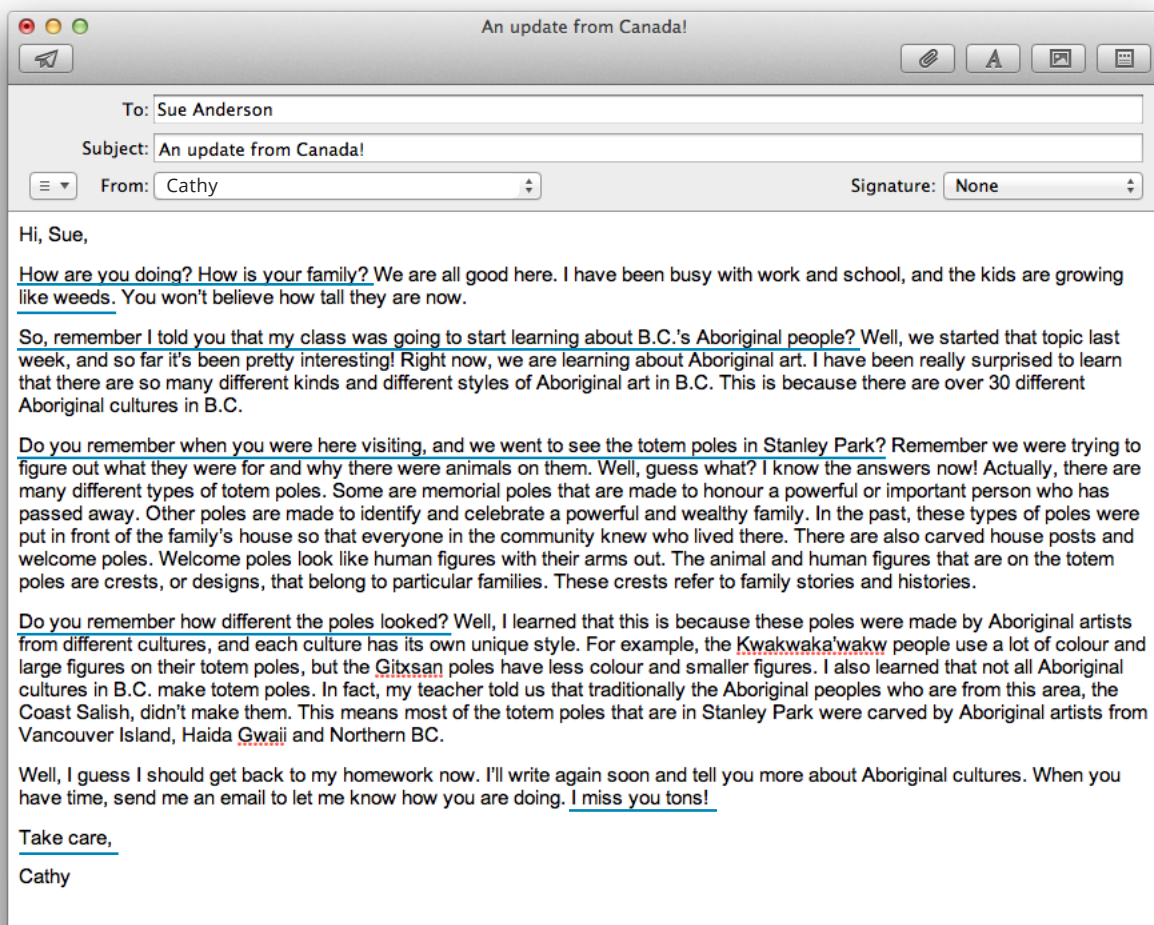 An update from Canada!
To: Sue Anderson
Subject: An update from Canada!
From: Cathy Signature: None
Hi, Sue,
How are you doing? How is your family? We are all good here. I have been busy with work and school, and the kids are growing
like weeds. You won't believe how tall they are now.
So, remember I told you that my class was going to start learning about B.C.'s Aboriginal people? Well, we started that topic last
week, and so far it's been pretty interesting! Right now, we are learning about Aboriginal art. I have been really surprised to learn
that there are so many different kinds and different styles of Aboriginal art in B.C. This is because there are over 30 different
Aboriginal cultures in B.C.
Do you remember when you were here visiting, and we went to see the totem poles in Stanley Park? Remember we were trying to
figure out what they were for and why there were animals on them. Well, guess what? I know the answers now! Actually, there are
many different types of totem poles. Some are memorial poles that are made to honour a powerful or important person who has
passed away. Other poles are made to identify and celebrate a powerful and wealthy family. In the past, these types of poles were
put in front of the family's house so that everyone in the community knew who lived there. There are also carved house posts and
welcome poles. Welcome poles look like human figures with their arms out. The animal and human figures that are on the totem
poles are crests, or designs, that belong to particular families. These crests refer to family stories and histories.
Do you remember how different the poles looked? Well, I learned that this is because these poles were made by Aboriginal artists
from different cultures, and each culture has its own unique style. For example, the Kwakwaka'wakw people use a lot of colour and
large figures on their totem poles, but the Gitxsan poles have less colour and smaller figures. I also learned that not all Aboriginal
cultures in B.C. make totem poles. In fact, my teacher told us that traditionally the Aboriginal peoples who are from this area, the
Coast Salish, didn't make them. This means most of the totem poles that are in Stanley Park were carved by Aboriginal artists from
Vancouver Island, Haida Gwaii and Northern BC.
Well, I guess I should get back to my homework now. I'll write again soon and tell you more about Aboriginal cultures. When you
have time, send me an email to let me know how you are doing. I miss you tons!
Take care,
Cathy